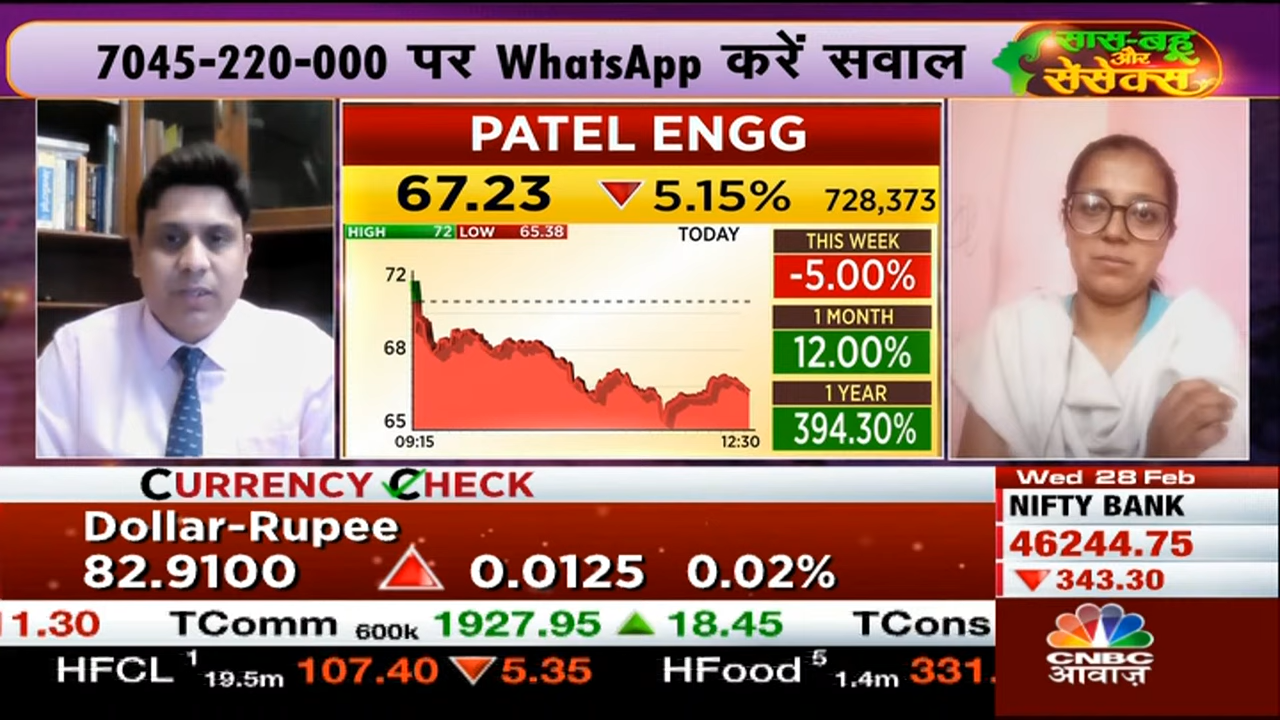 7045-220-000 पर WhatsApp करें सवाल
सास-बहू
और
सेंसेक्स
PATEL ENGG
67.23 5.15% 728,373
HIGH 72 LOW 65.38
TODAY
72
68
65
09:15 12:30
THIS WEEK
-5.00%
1 MONTH
12.00%
1 YEAR
394.30%
CURRENCY CHECK
Dollar-Rupee
82.9100 0.0125 0.02%
Wed 28 Feb
NIFTY BANK
46244.75
343.30
11.30 TComm 600k 1927.95 18.45 TCons
HFCL 1 19.5m 107.40 5.35 HFood 5 1.4m 331.
CNBC
आवाज़